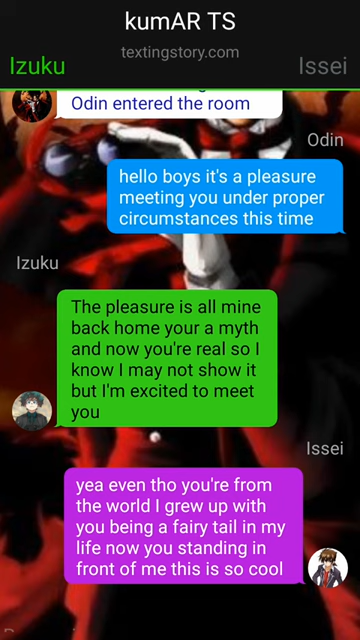 kumAR TS
textingstory.com
Izuku
Issei
Odin entered the room
Odin
hello boys it's a pleasure
meeting you under proper
circumstances this time
Izuku
The pleasure is all mine
back home your a myth
and now you're real so I
know I may not show it
but I'm excited to meet
you
Issei
yea even tho you're from
the world I grew up with
you being a fairy tail in my
life now you standing in
front of me this is so cool